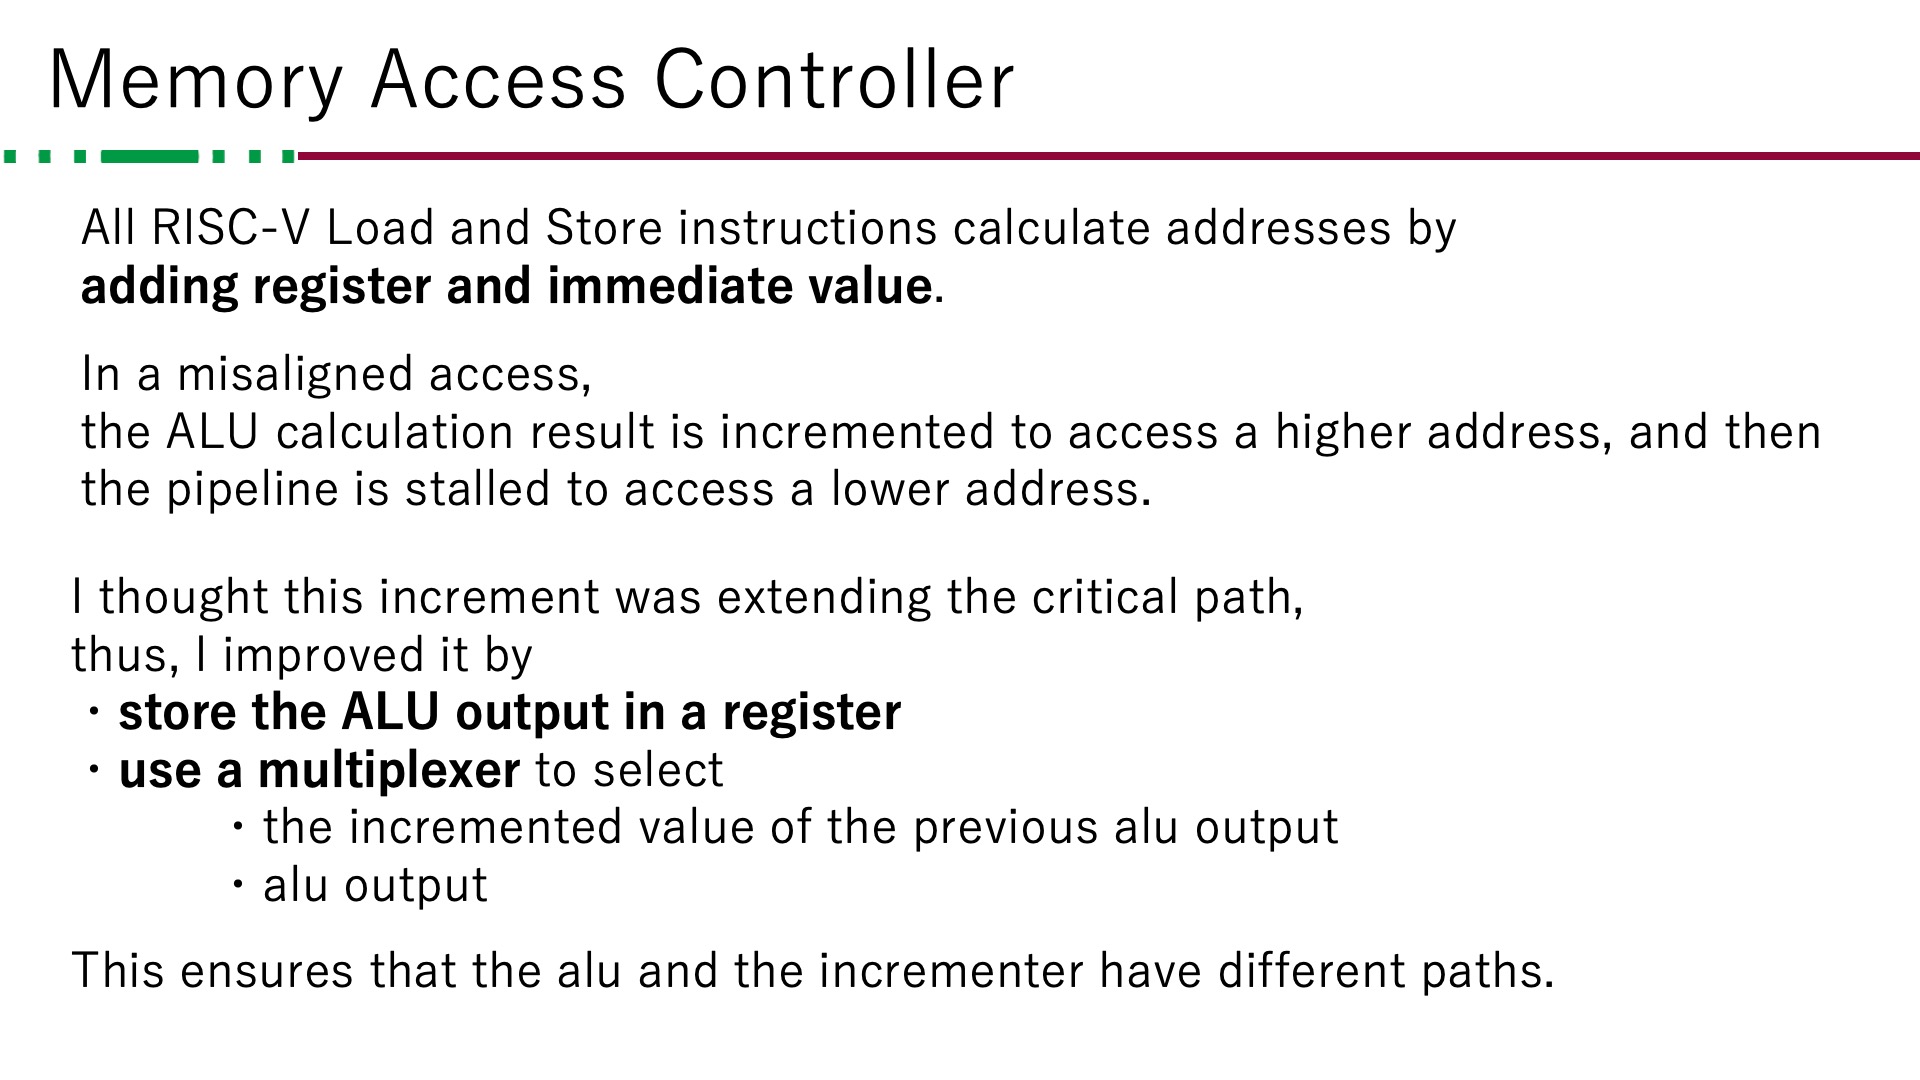 Memory Access Controller
All RISC-V Load and Store instructions calculate addresses by
adding register and immediate value.
In a misaligned access,
the ALU calculation result is incremented to access a higher address, and then
the pipeline is stalled to access a lower address.
I thought this increment was extending the critical path,
thus, I improved it by
・store the ALU output in a register
・use a multiplexer to select
・the incremented value of the previous alu output
・alu output
This ensures that the alu and the incrementer have different paths.